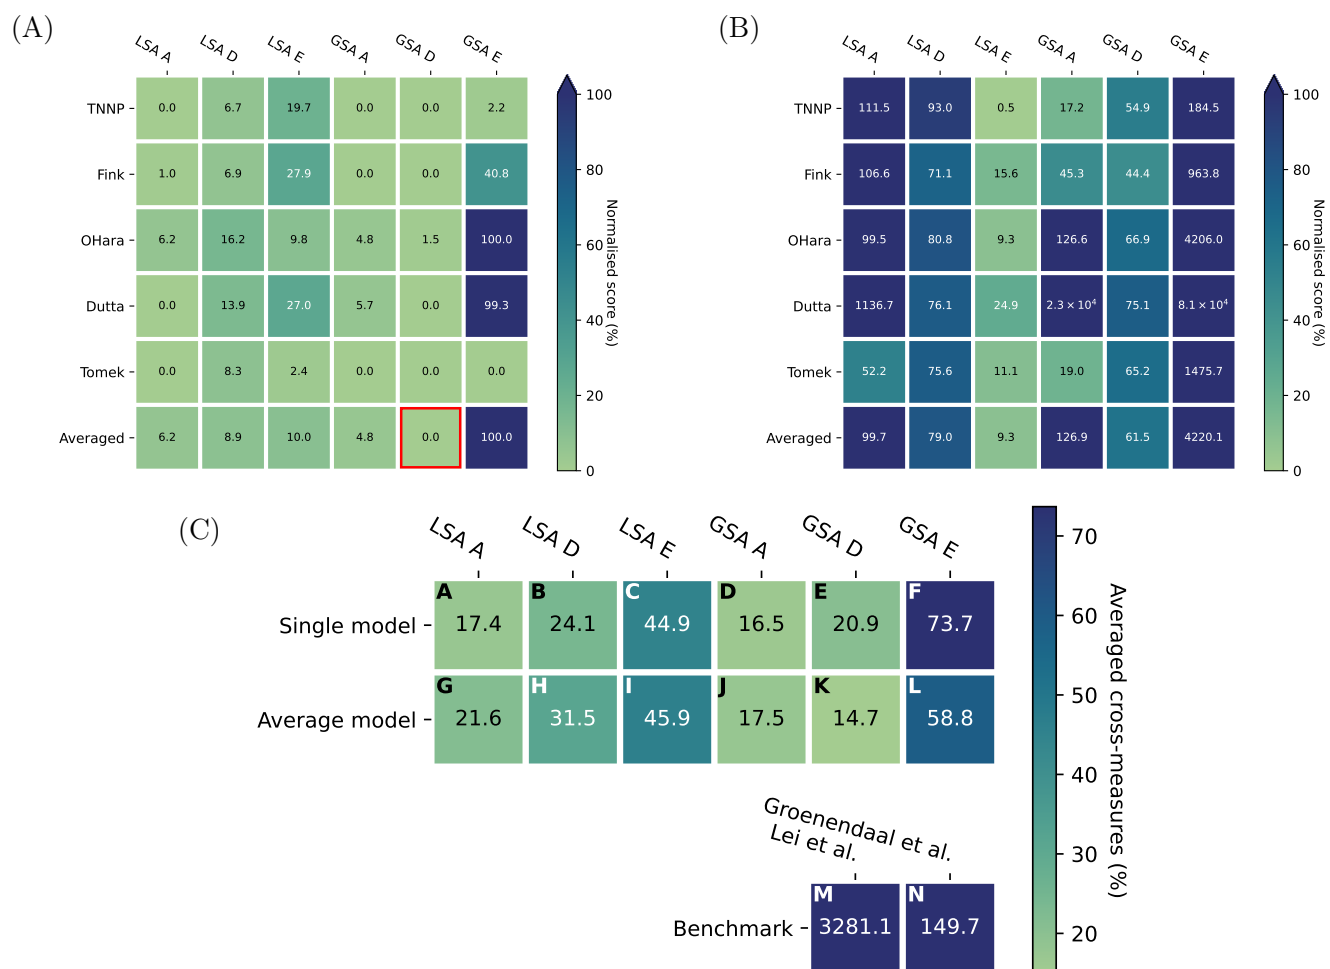 (A)
LSA A LSA D LSA E GSA A GSA D GSA E
TNNP 0.0 6.7 19.7 0.0 0.0 2.2
Fink 1.0 6.9 27.9 0.0 0.0 40.8
OHara 6.2 16.2 9.8 4.8 1.5 100.0
Dutta 0.0 13.9 27.0 5.7 0.0 99.3
Tomek 0.0 8.3 2.4 0.0 0.0 0.0
Averaged 6.2 8.9 10.0 4.8 0.0 100.0
100
80
60
40
20
0
Normalised score (%)
(B)
LSA A LSA D LSA E GSA A GSA D GSA E
TNNP 111.5 93.0 0.5 17.2 54.9 184.5
Fink 106.6 71.1 15.6 45.3 44.4 963.8
OHara 99.5 80.8 9.3 126.6 66.9 4206.0
Dutta 1136.7 76.1 24.9 2.3 × 10⁴ 75.1 8.1 × 10⁴
Tomek 52.2 75.6 11.1 19.0 65.2 1475.7
Averaged 99.7 79.0 9.3 126.9 61.5 4220.1
100
80
60
40
20
0
Normalised score (%)
(C)
LSA A LSA D LSA E GSA A GSA D GSA E
A B C D E F
Single model 17.4 24.1 44.9 16.5 20.9 73.7
G H I J K L
Average model 21.6 31.5 45.9 17.5 14.7 58.8
Groenendaal et al.
Lei et al.
M N
Benchmark 3281.1 149.7
70
60
50
40
30
20
Averaged cross-measures (%)